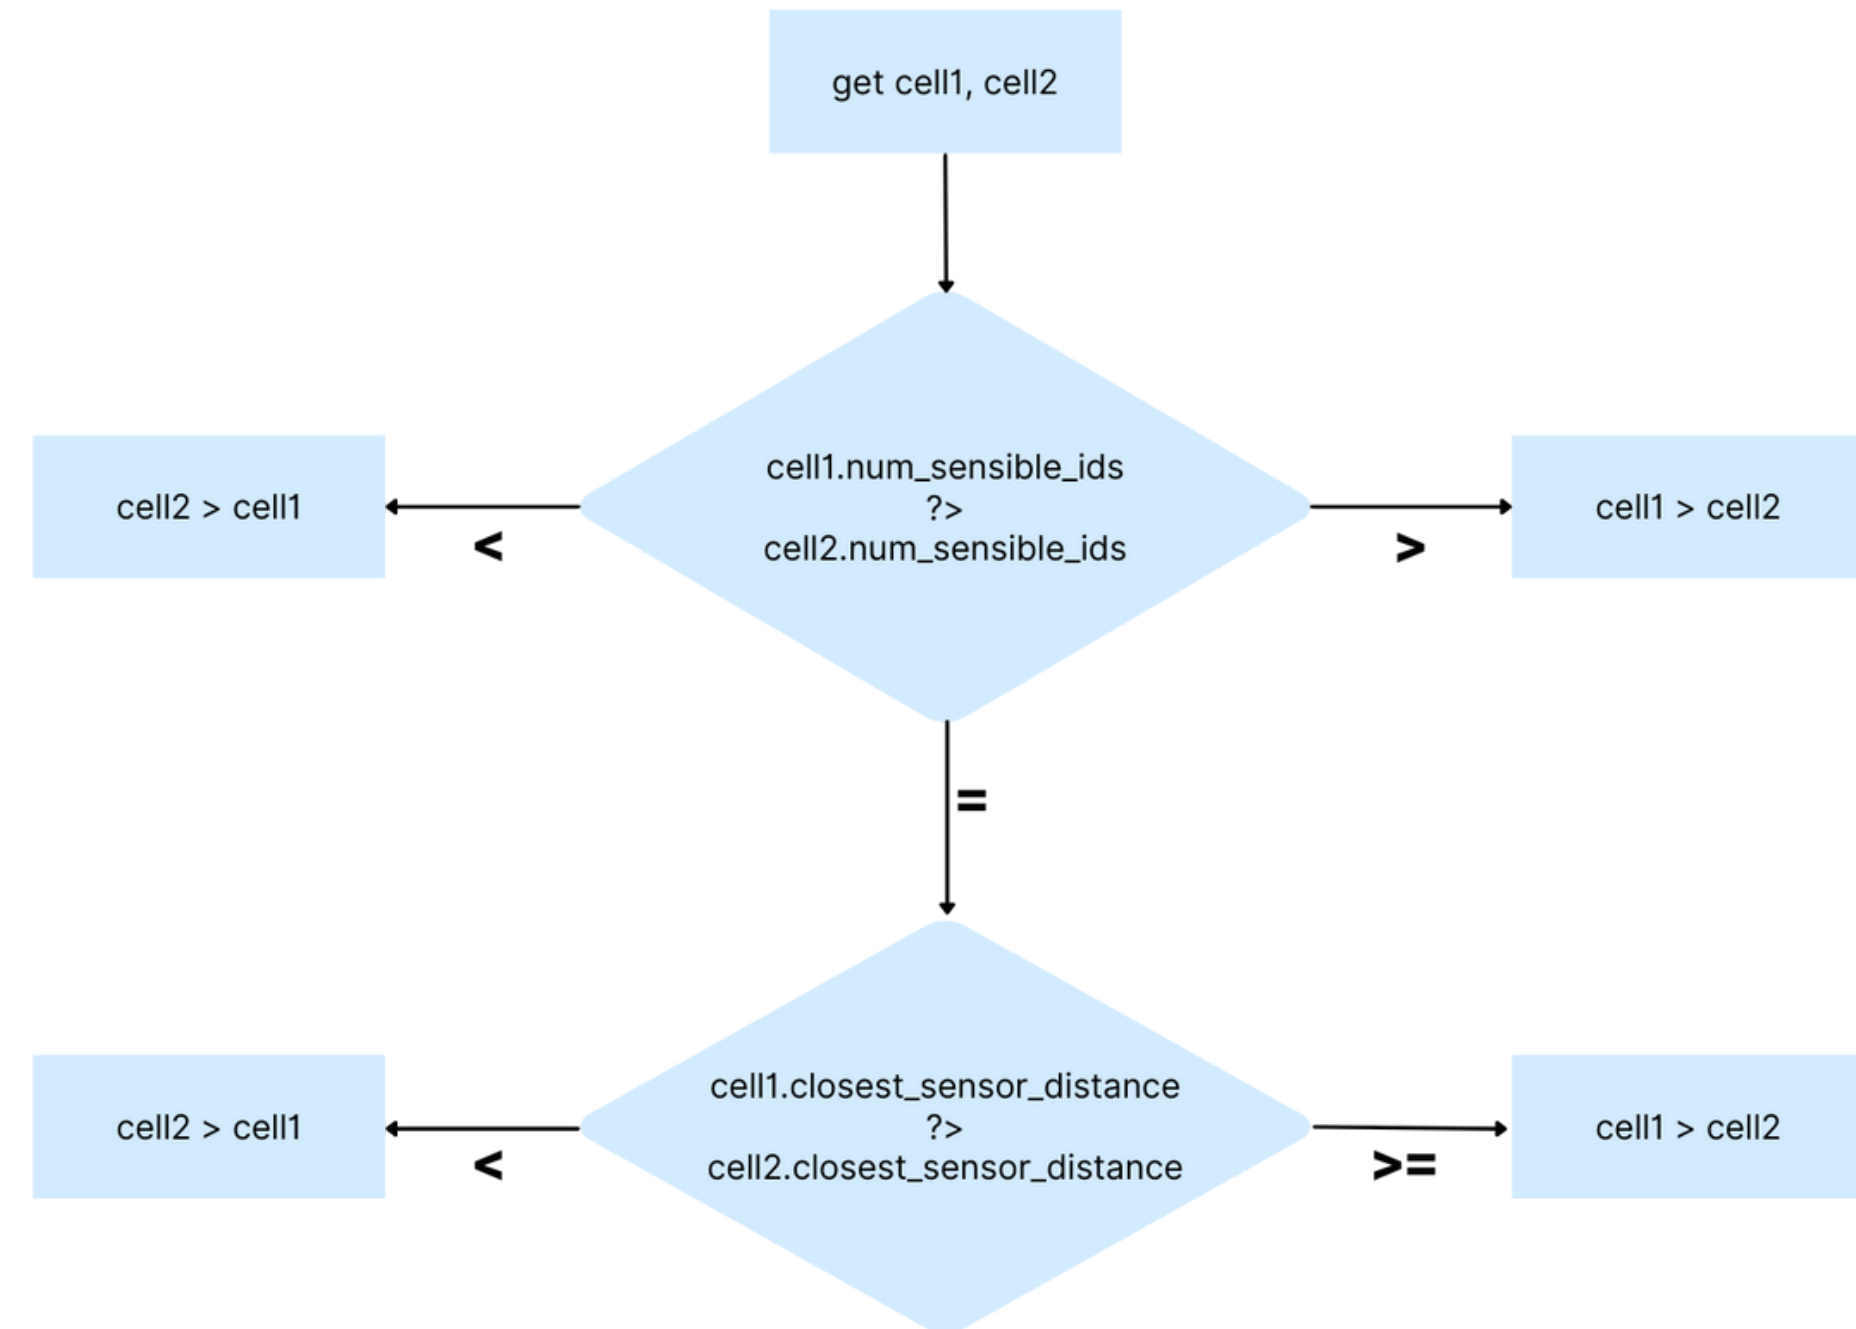 get cell1, cell2
cell1.num_sensible_ids
?>
cell2.num_sensible_ids
cell2 > cell1
<
cell1 > cell2
>
=
cell1.closest_sensor_distance
?>
cell2.closest_sensor_distance
cell2 > cell1
<
cell1 > cell2
>=